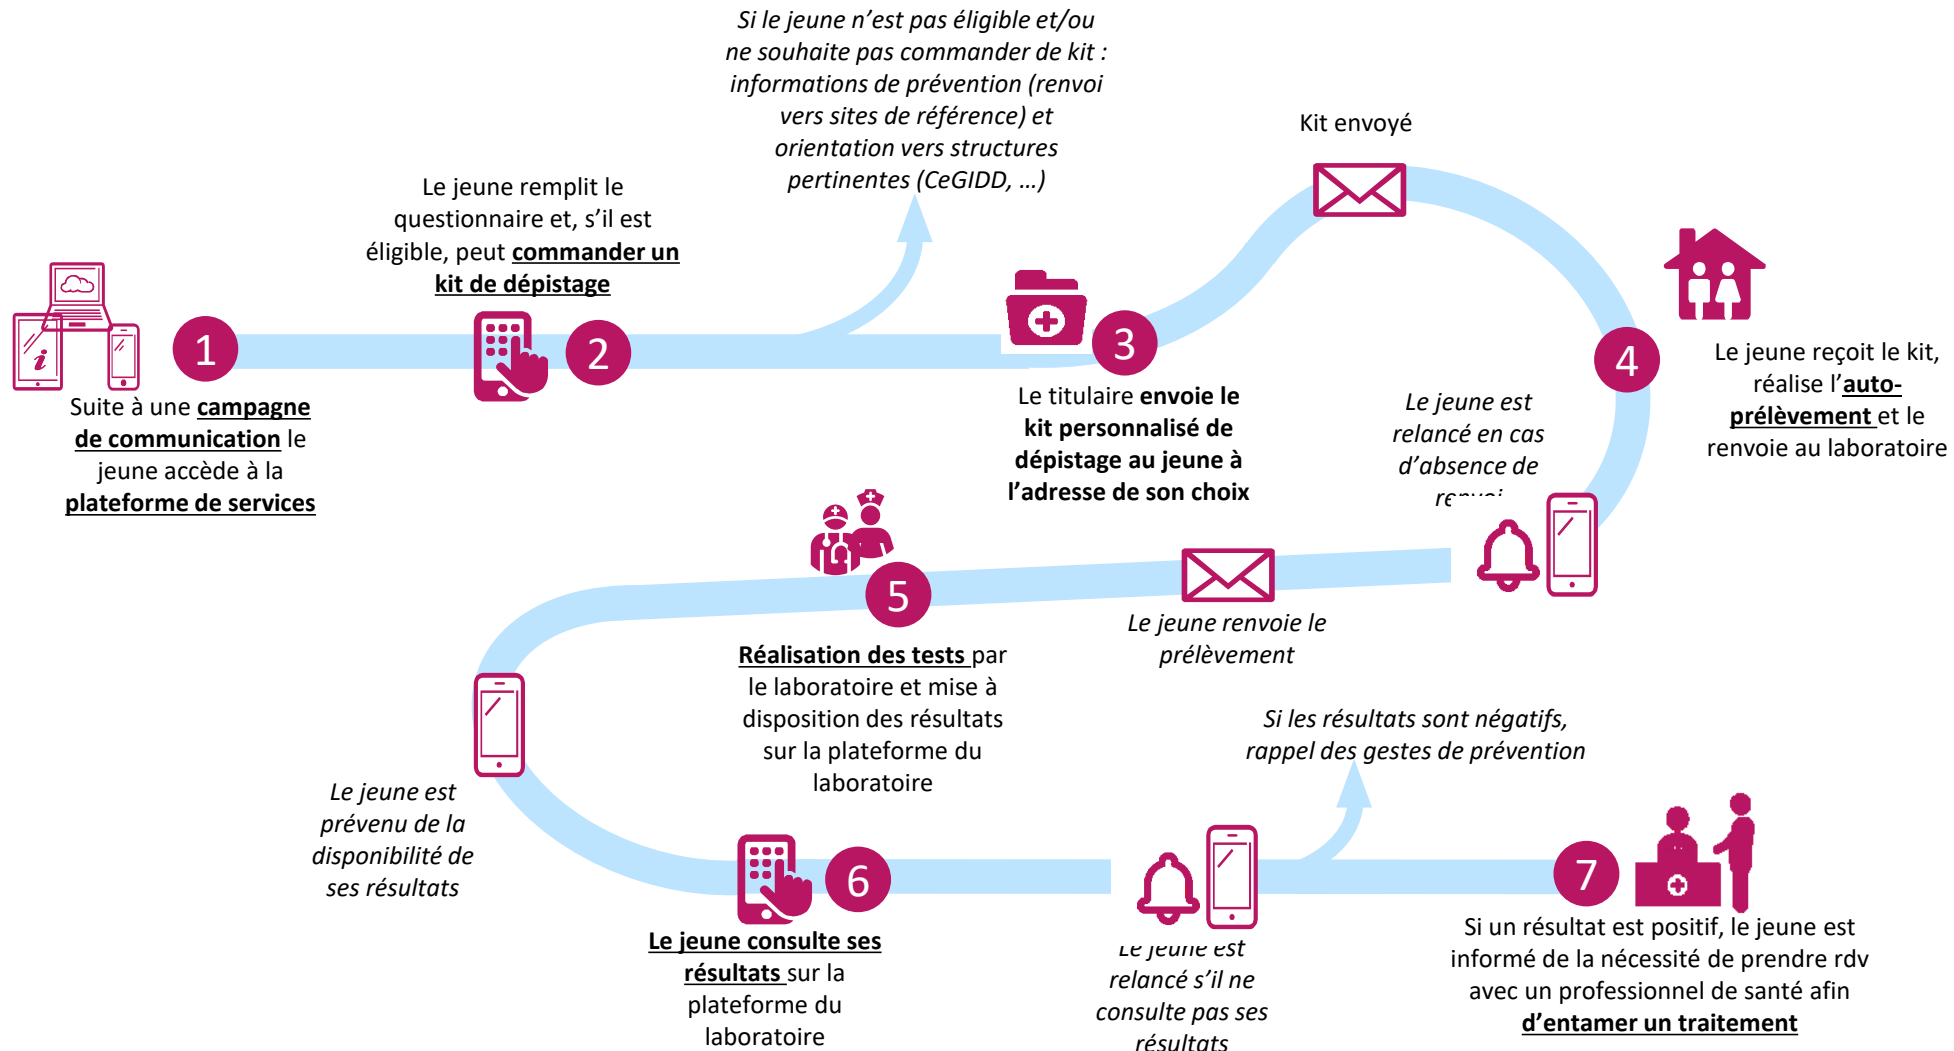 Si le jeune n'est pas éligible et/ou
ne souhaite pas commander de kit :
informations de prévention (renvoi
vers sites de référence) et
orientation vers structures
pertinentes (CeGIDD, …)
Kit envoyé
Le jeune remplit le
questionnaire et, s'il est
éligible, peut commander un
kit de dépistage
1
2
3
4
Suite à une campagne
de communication le
jeune accède à la
plateforme de services
Le titulaire envoie le
kit personnalisé de
dépistage au jeune à
l'adresse de son choix
Le jeune reçoit le kit,
réalise l'auto-
prélèvement et le
renvoie au laboratoire
Le jeune est
relancé en cas
d'absence de
renvoi
5
Le jeune renvoie le
prélèvement
Réalisation des tests par
le laboratoire et mise à
disposition des résultats
sur la plateforme du
laboratoire
Le jeune est
prévenu de la
disponibilité de
ses résultats
Si les résultats sont négatifs,
rappel des gestes de prévention
6
7
Le jeune consulte ses
résultats sur la
plateforme du
laboratoire
Le jeune est
relancé s'il ne
consulte pas ses
résultats
Si un résultat est positif, le jeune est
informé de la nécessité de prendre rdv
avec un professionnel de santé afin
d'entamer un traitement